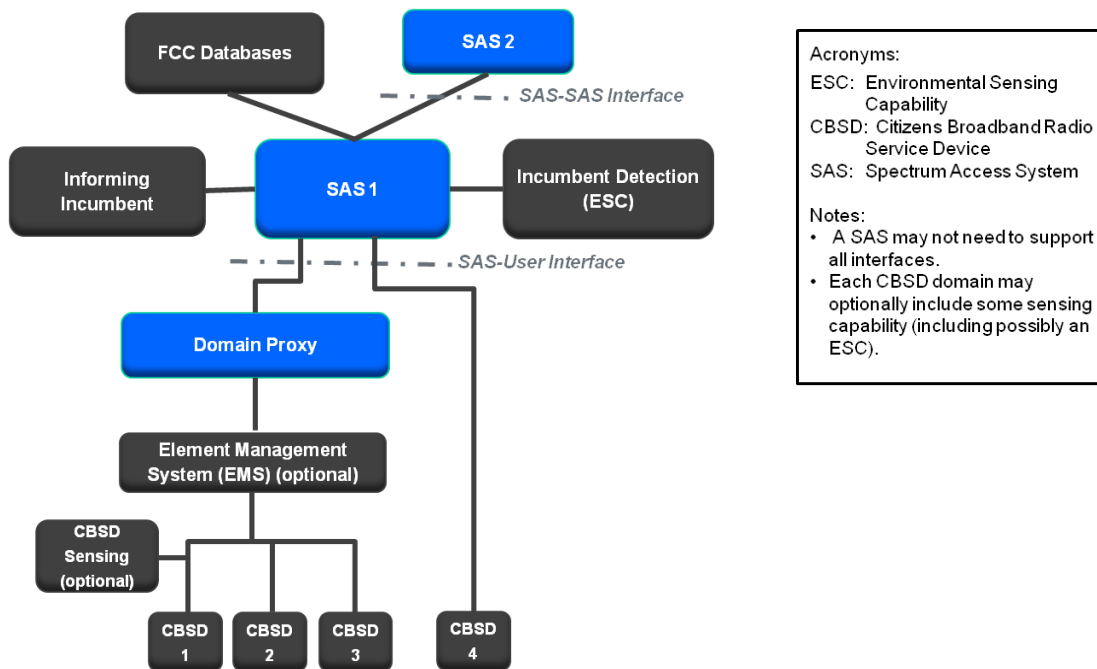 FCC Databases
SAS 2
SAS-SAS Interface
Informing
Incumbent
SAS 1
Incumbent Detection
(ESC)
SAS-User Interface
Domain Proxy
Element Management
System (EMS) (optional)
CBSD
Sensing
(optional)
CBSD
1
CBSD
2
CBSD
3
CBSD
4
Acronyms:
ESC: Environmental Sensing
Capability
CBSD: Citizens Broadband Radio
Service Device
SAS: Spectrum Access System
Notes:
• A SAS may not need to support
all interfaces.
• Each CBSD domain may
optionally include some sensing
capability (including possibly an
ESC).